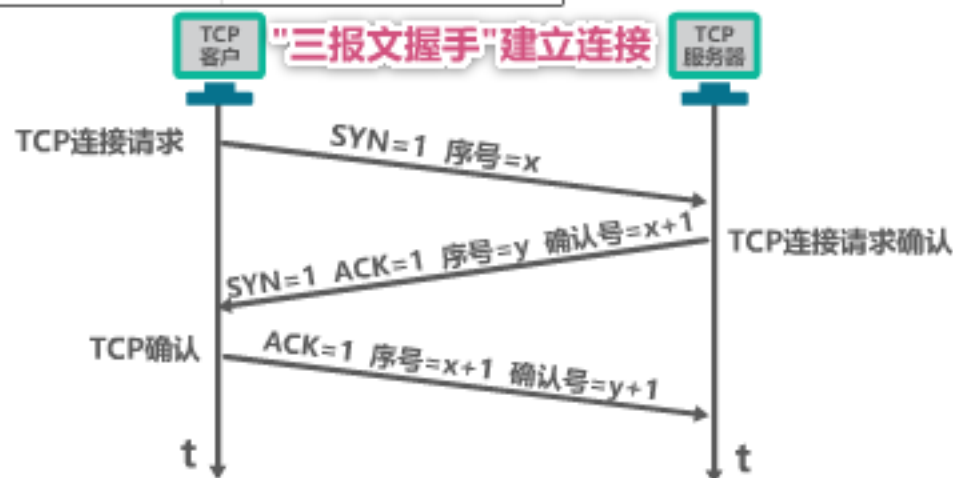 TCP
客户
"三报文握手"建立连接
TCP
服务器
TCP连接请求
SYN=1 序号=x
SYN=1 ACK=1 序号=y 确认号=x+1
TCP连接请求确认
TCP确认
ACK=1 序号=x+1 确认号=y+1
t
t